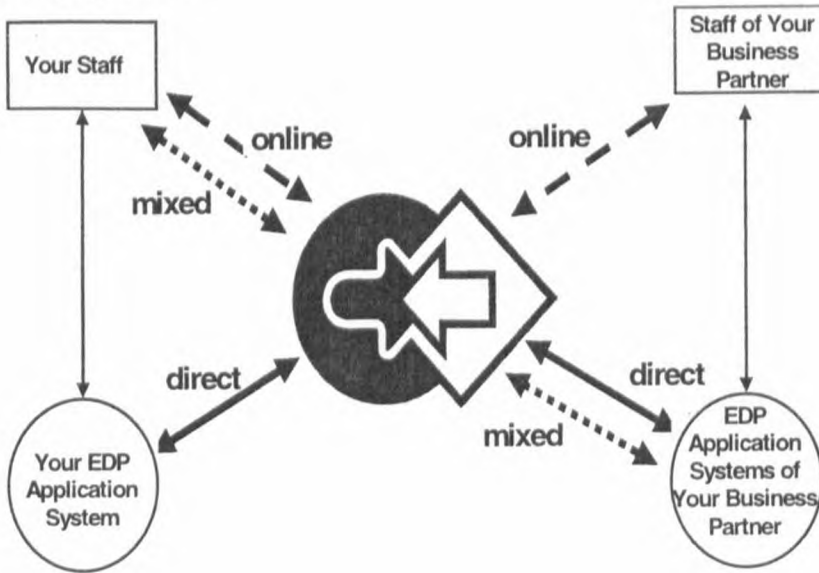 Your Staff
Staff of Your
Business
Partner
online
online
mixed
direct
direct
mixed
Your EDP
Application
System
EDP
Application
Systems of
Your Business
Partner